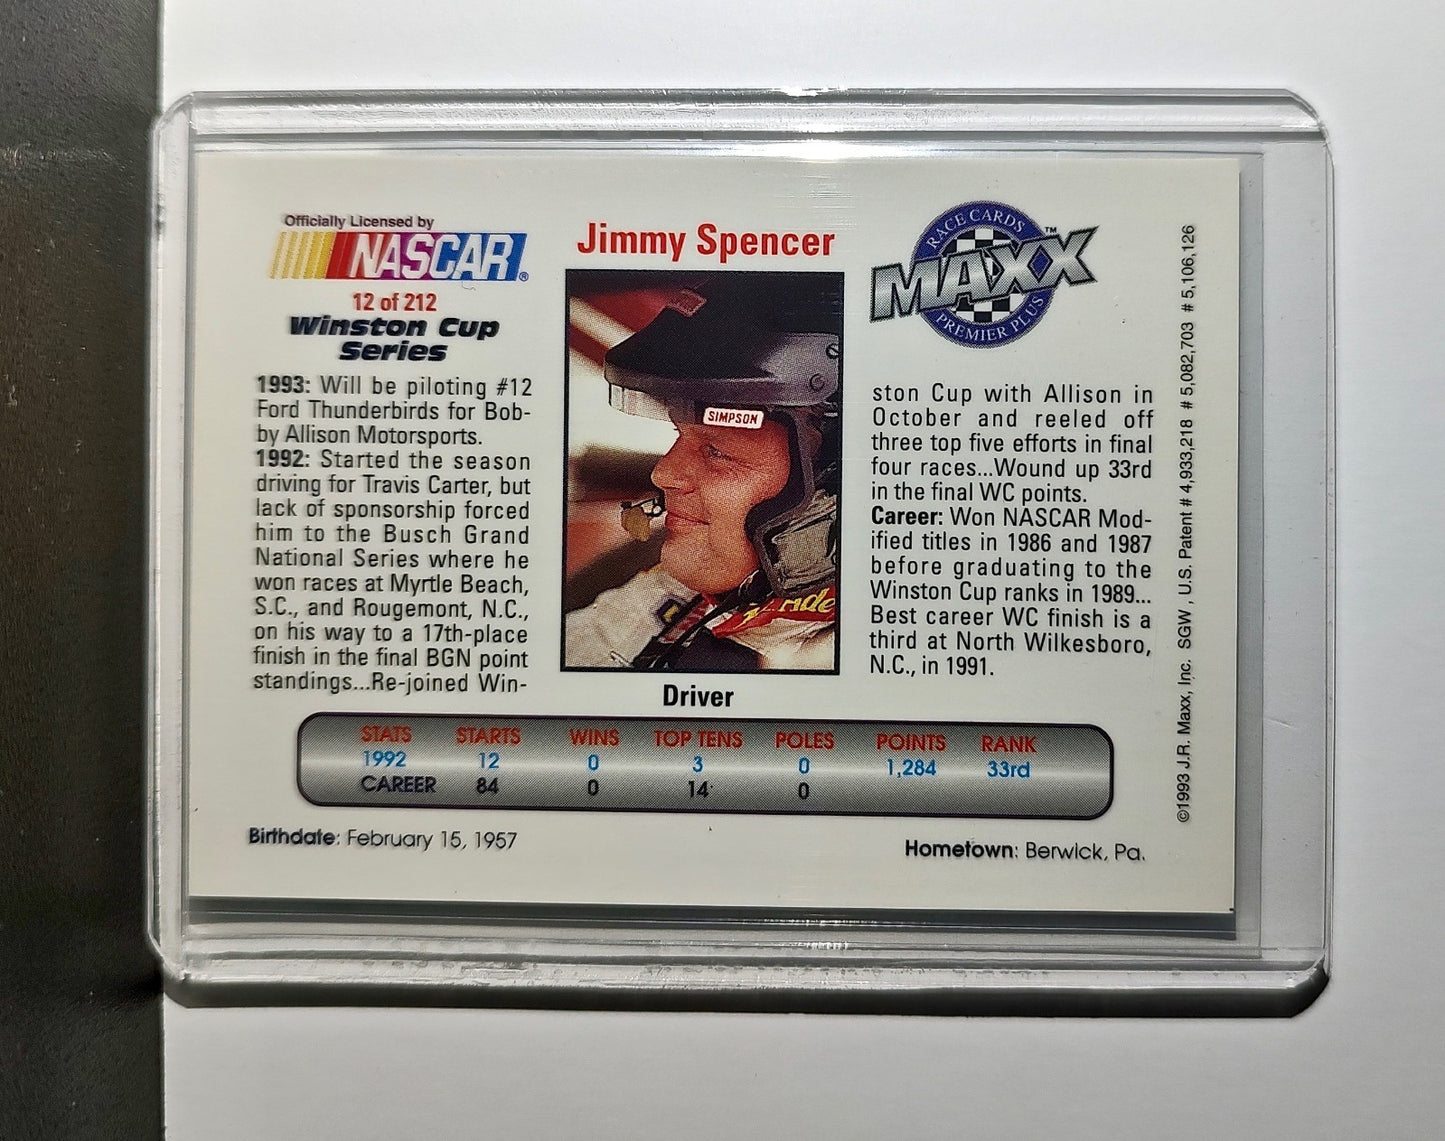 Officially Licensed by
NASCAR®
12 of 212
Winston Cup
Series
1993: Will be piloting #12
Ford Thunderbirds for Bob-
by Allison Motorsports.
1992: Started the season
driving for Travis Carter, but
lack of sponsorship forced
him to the Busch Grand
National Series where he
won races at Myrtle Beach,
S.C., and Rougemont, N.C.,
on his way to a 17th-place
finish in the final BGN point
standings...Re-joined Win-
Jimmy Spencer
SIMPSON
Driver
RACE CARDS
MAXX™
PREMIER PLUS
ston Cup with Allison in
October and reeled off
three top five efforts in final
four races...Wound up 33rd
in the final WC points.
Career: Won NASCAR Mod-
ified titles in 1986 and 1987
before graduating to the
Winston Cup ranks in 1989...
Best career WC finish is a
third at North Wilkesboro,
N.C., in 1991.
STATS STARTS WINS TOP TENS POLES POINTS RANK
1992 12 0 3 0 1,284 33rd
CAREER 84 0 14 0
Birthdate: February 15, 1957
Hometown: Berwick, Pa.
©1993 J.R. Maxx, Inc. SGW, U.S. Patent # 4,933,218 # 5,082,703 # 5,106,126